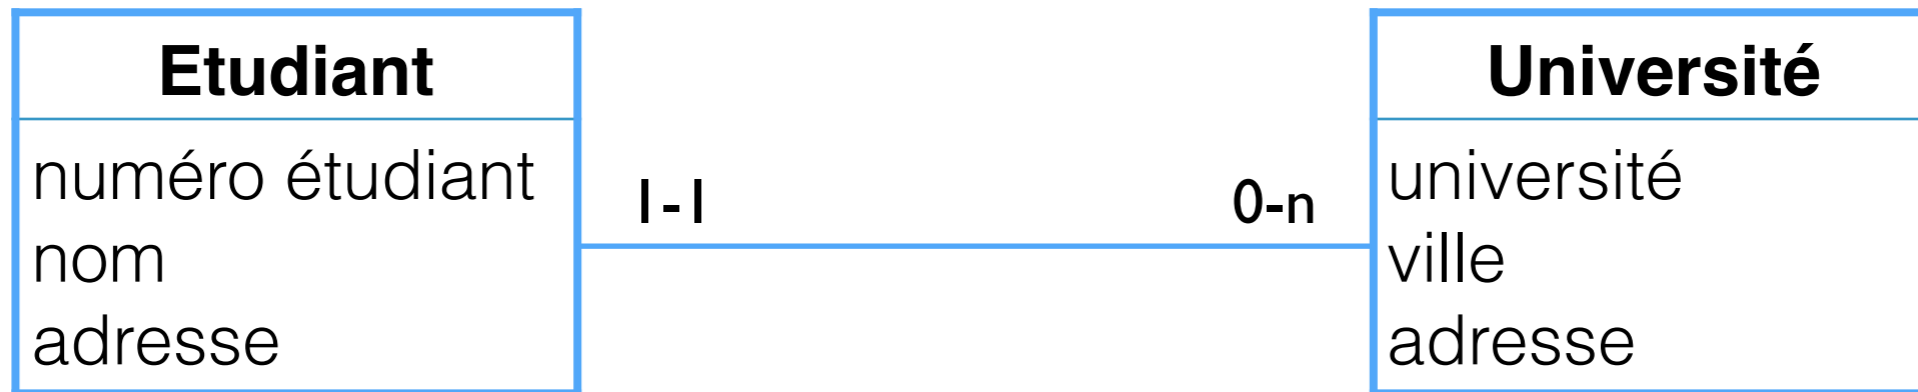 Etudiant
numéro étudiant
nom
adresse
1-1
0-n
Université
université
ville
adresse